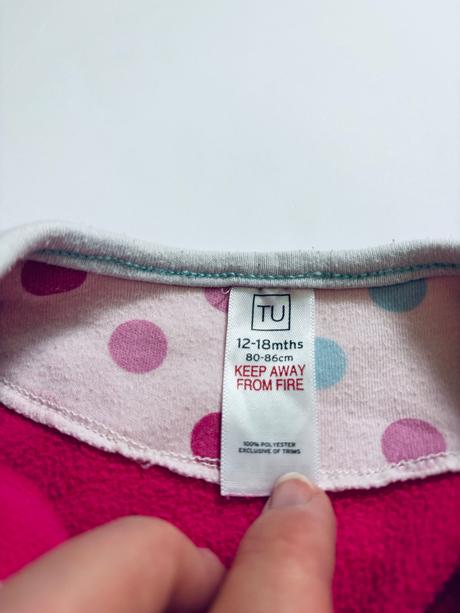 TU
12-18mths
80-86cm
KEEP AWAY
FROM FIRE
100% POLYESTER
EXCLUSIVE OF TRIMS